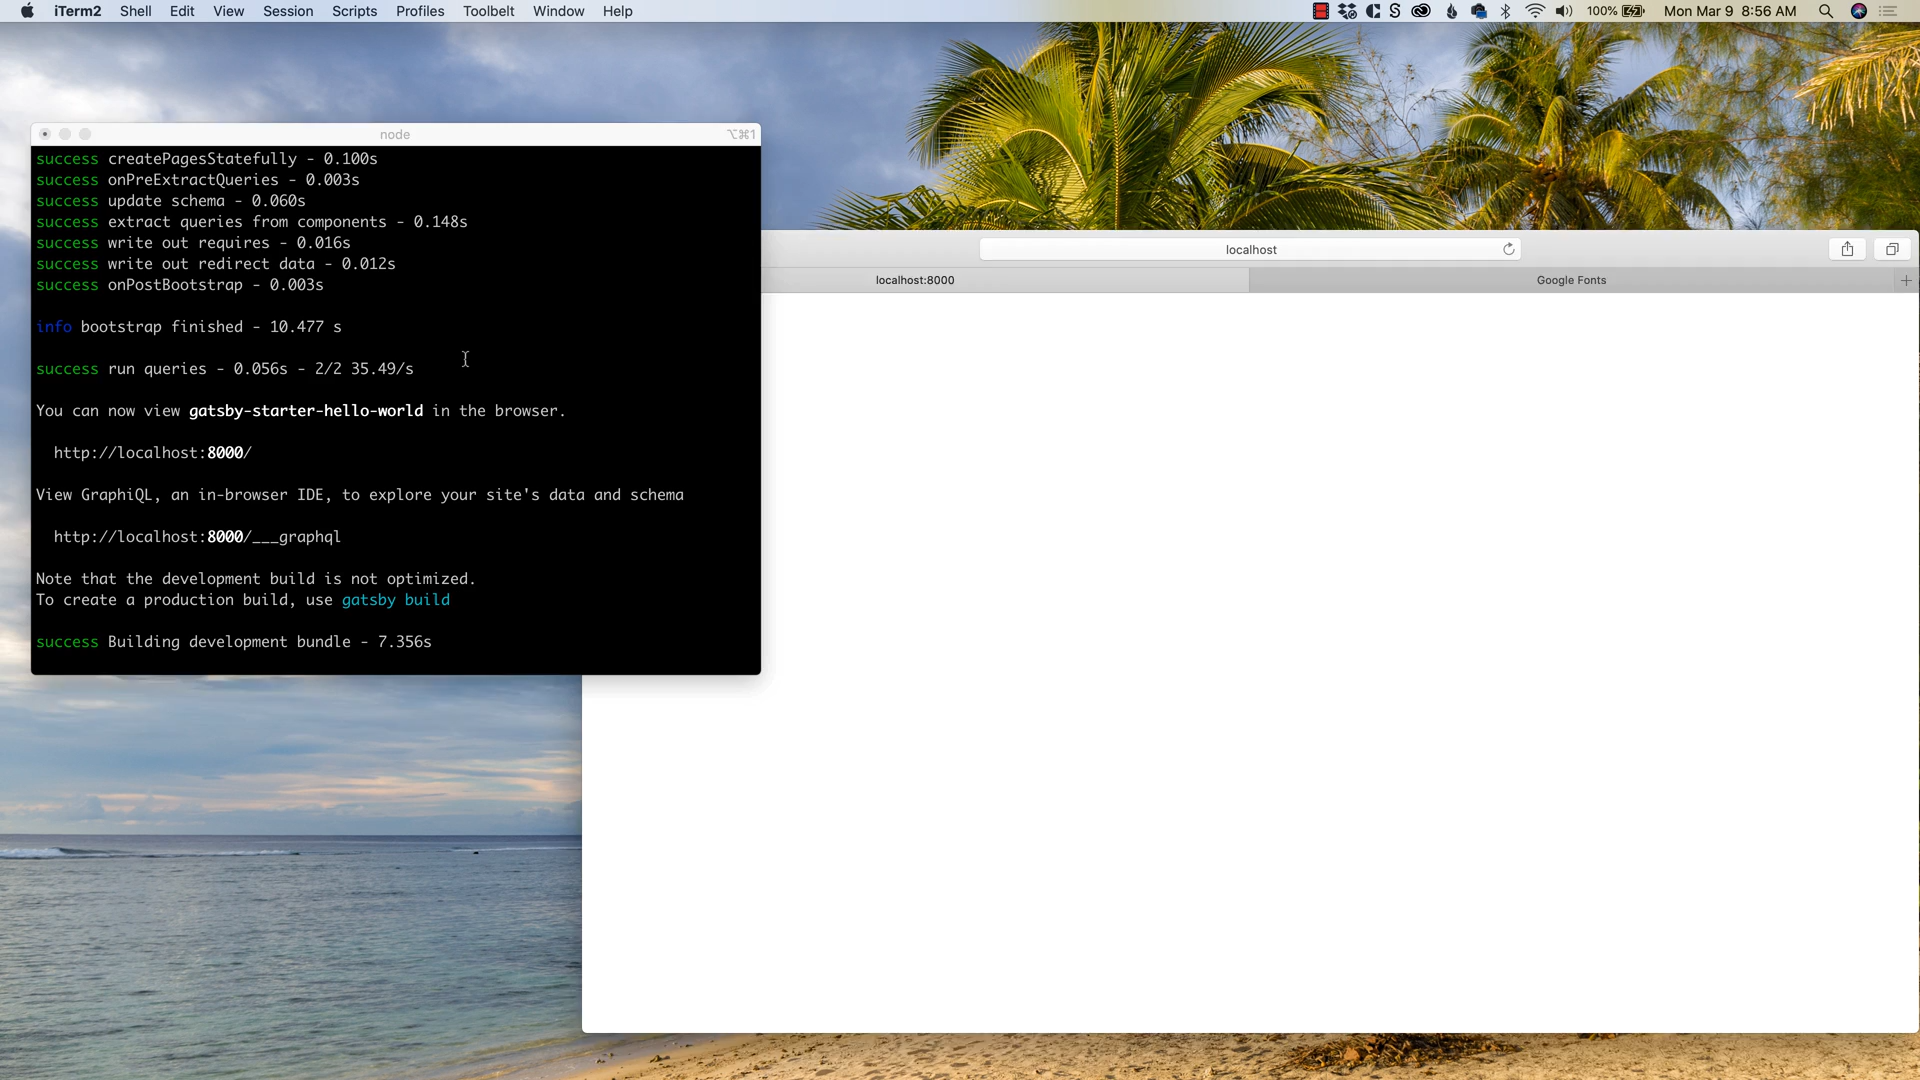 iTerm2 Shell Edit View Session Scripts Profiles Toolbelt Window Help 100% Mon Mar 9 8:56 AM
node ⌥⌘1
success createPagesStatefully - 0.100s
success onPreExtractQueries - 0.003s
success update schema - 0.060s
success extract queries from components - 0.148s
success write out requires - 0.016s
success write out redirect data - 0.012s
success onPostBootstrap - 0.003s
info bootstrap finished - 10.477 s
success run queries - 0.056s - 2/2 35.49/s
You can now view gatsby-starter-hello-world in the browser.
http://localhost:8000/
View GraphiQL, an in-browser IDE, to explore your site's data and schema
http://localhost:8000/___graphql
Note that the development build is not optimized.
To create a production build, use gatsby build
success Building development bundle - 7.356s
localhost
localhost:8000
Google Fonts